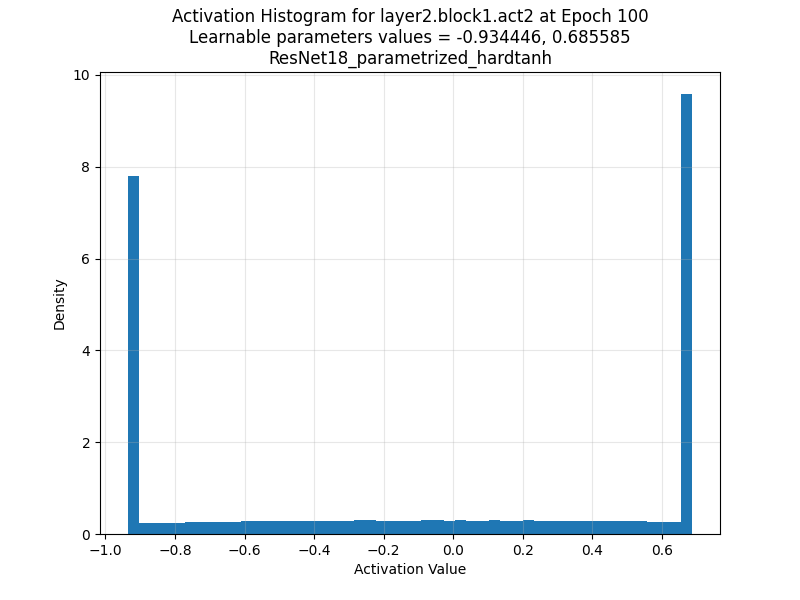 Activation Histogram for layer2.block1.act2 at Epoch 100
Learnable parameters values = -0.934446, 0.685585
ResNet18_parametrized_hardtanh
10
8
6
4
2
0
Density
−1.0 −0.8 −0.6 −0.4 −0.2 0.0 0.2 0.4 0.6
Activation Value